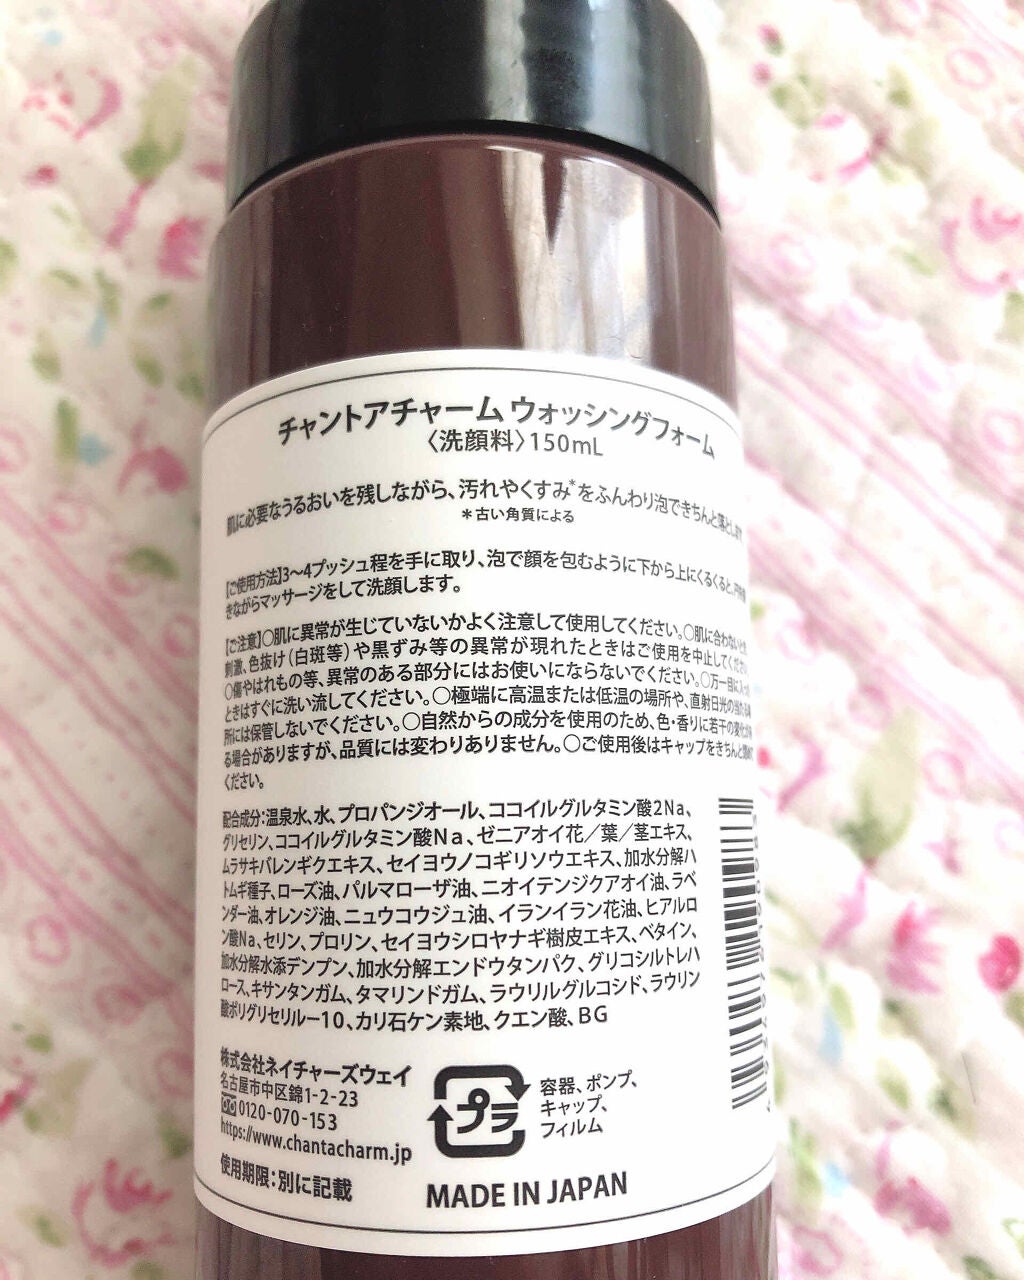 チャントアチャーム ウォッシングフォーム
〈洗顔料〉150mL
肌に必要なうるおいを残しながら、汚れやくすみ*をふんわり泡できちんと落とします
*古い角質による
【ご使用方法】3〜4プッシュ程を手に取り、泡で顔を包むように下から上にくるくると、
きながらマッサージをして洗顔します。
【ご注意】○肌に異常が生じていないかよく注意して使用してください。○肌に合わない
刺激、色抜け(白斑等)や黒ずみ等の異常が現れたときはご使用を中止してください
○傷やはれもの等、異常のある部分にはお使いにならないでください。○万一目に入った
ときはすぐに洗い流してください。○極端に高温または低温の場所や、直射日光の当たる場
所には保管しないでください。○自然からの成分を使用のため、色・香りに若干の変化が
る場合がありますが、品質には変わりありません。○ご使用後はキャップをきちんと
ください。
配合成分:温泉水、水、プロパンジオール、ココイルグルタミン酸2Na、
グリセリン、ココイルグルタミン酸Na、ゼニアオイ花/葉/茎エキス、
ムラサキバレンギクエキス、セイヨウノコギリソウエキス、加水分解ハ
トムギ種子、ローズ油、パルマローザ油、ニオイテンジクアオイ油、ラベ
ンダー油、オレンジ油、ニュウコウジュ油、イランイラン花油、ヒアルロ
ン酸Na、セリン、プロリン、セイヨウシロヤナギ樹皮エキス、ベタイン、
加水分解水添デンプン、加水分解エンドウタンパク、グリコシルトレハ
ロース、キサンタンガム、タマリンドガム、ラウリルグルコシド、ラウリン
酸ポリグリセリル-10、カリ石ケン素地、クエン酸、BG
株式会社ネイチャーズウェイ
名古屋市中区錦1-2-23
0120-070-153
https://www.chantacharm.jp
使用期限:別に記載
プラ
容器、ポンプ、
キャップ、
フィルム
MADE IN JAPAN